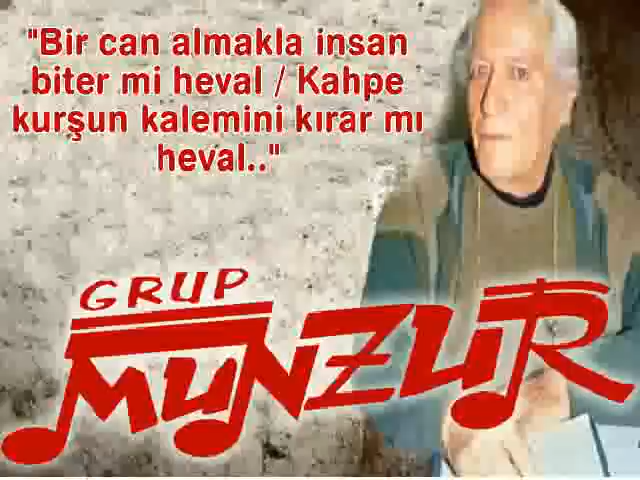 "Bir can almakla insan
biter mi heval / Kahpe
kurşun kalemini kırar mı
heval.."
GRUP
MUNZUR